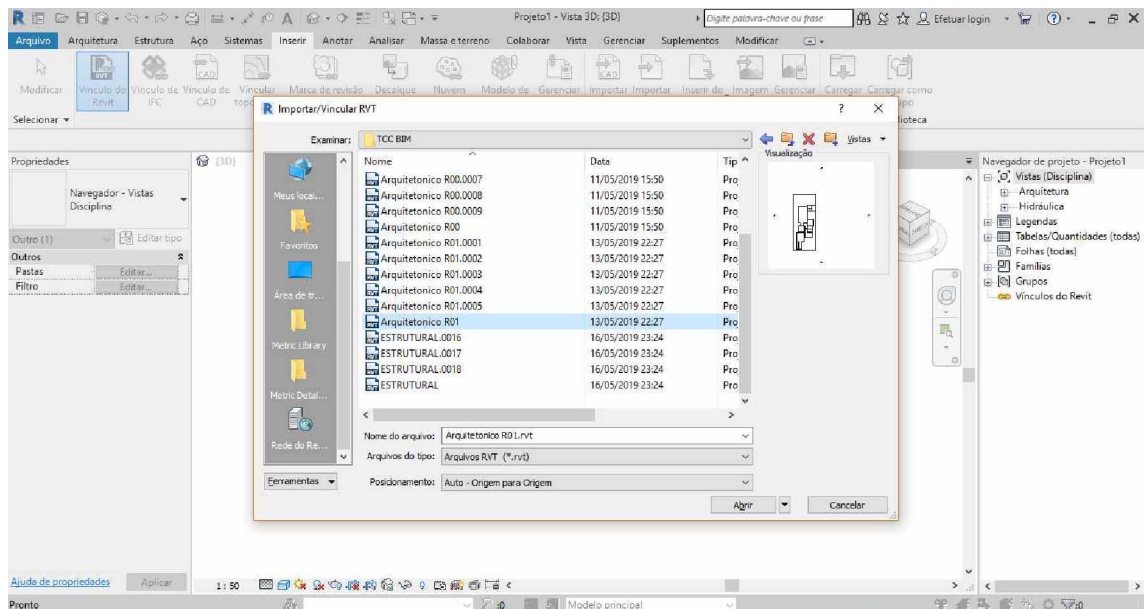 Projeto1 - Vista 3D: {3D}
Digite palavra-chave ou frase
Efetuar login
Arquivo Arquitetura Estrutura Aço Sistemas Inserir Anotar Analisar Massa e terreno Colaborar Vista Gerenciar Suplementos Modificar
Modificar Vínculo do Revit Vínculo de IFC Vínculo de CAD Vincular Marca de revisão Decalque Nuvem Modelo de Gerenciar Importar Importar Inserir do Imagem Gerenciar Carregar Carregar como
Selecionar
Importar/Vincular RVT
Examinar: TCC BIM
Vistas
Propriedades
{3D}
Navegador - Vistas
Disciplina
Outro (1)
Editar tipo
Outros
Pastas Editar...
Filtro Editar...
Meus locai...
Favoritos
Área de tr...
Metric Library
Metric Detai...
Rede do Re...
Nome Data Tip
Arquitetonico R00.0007 11/05/2019 15:50 Pro
Arquitetonico R00.0008 11/05/2019 15:50 Pro
Arquitetonico R00.0009 11/05/2019 15:50 Pro
Arquitetonico R00 11/05/2019 15:50 Pro
Arquitetonico R01.0001 13/05/2019 22:27 Pro
Arquitetonico R01.0002 13/05/2019 22:27 Pro
Arquitetonico R01.0003 13/05/2019 22:27 Pro
Arquitetonico R01.0004 13/05/2019 22:27 Pro
Arquitetonico R01.0005 13/05/2019 22:27 Pro
Arquitetonico R01 13/05/2019 22:27 Pro
ESTRUTURAL.0016 16/05/2019 23:24 Pro
ESTRUTURAL.0017 16/05/2019 23:24 Pro
ESTRUTURAL.0018 16/05/2019 23:24 Pro
ESTRUTURAL 16/05/2019 23:24 Pro
Visualização
Nome do arquivo: Arquitetonico R01.rvt
Arquivos do tipo: Arquivos RVT (*.rvt)
Ferramentas
Posicionamento: Auto - Origem para Origem
Abrir
Cancelar
Navegador de projeto - Projeto1
Vistas (Disciplina)
Arquitetura
Hidráulica
Legendas
Tabelas/Quantidades (todas)
Folhas (todas)
Famílias
Grupos
Vínculos do Revit
Ajuda de propriedades
Aplicar
1 : 50
Pronto
:0
Modelo principal
:0